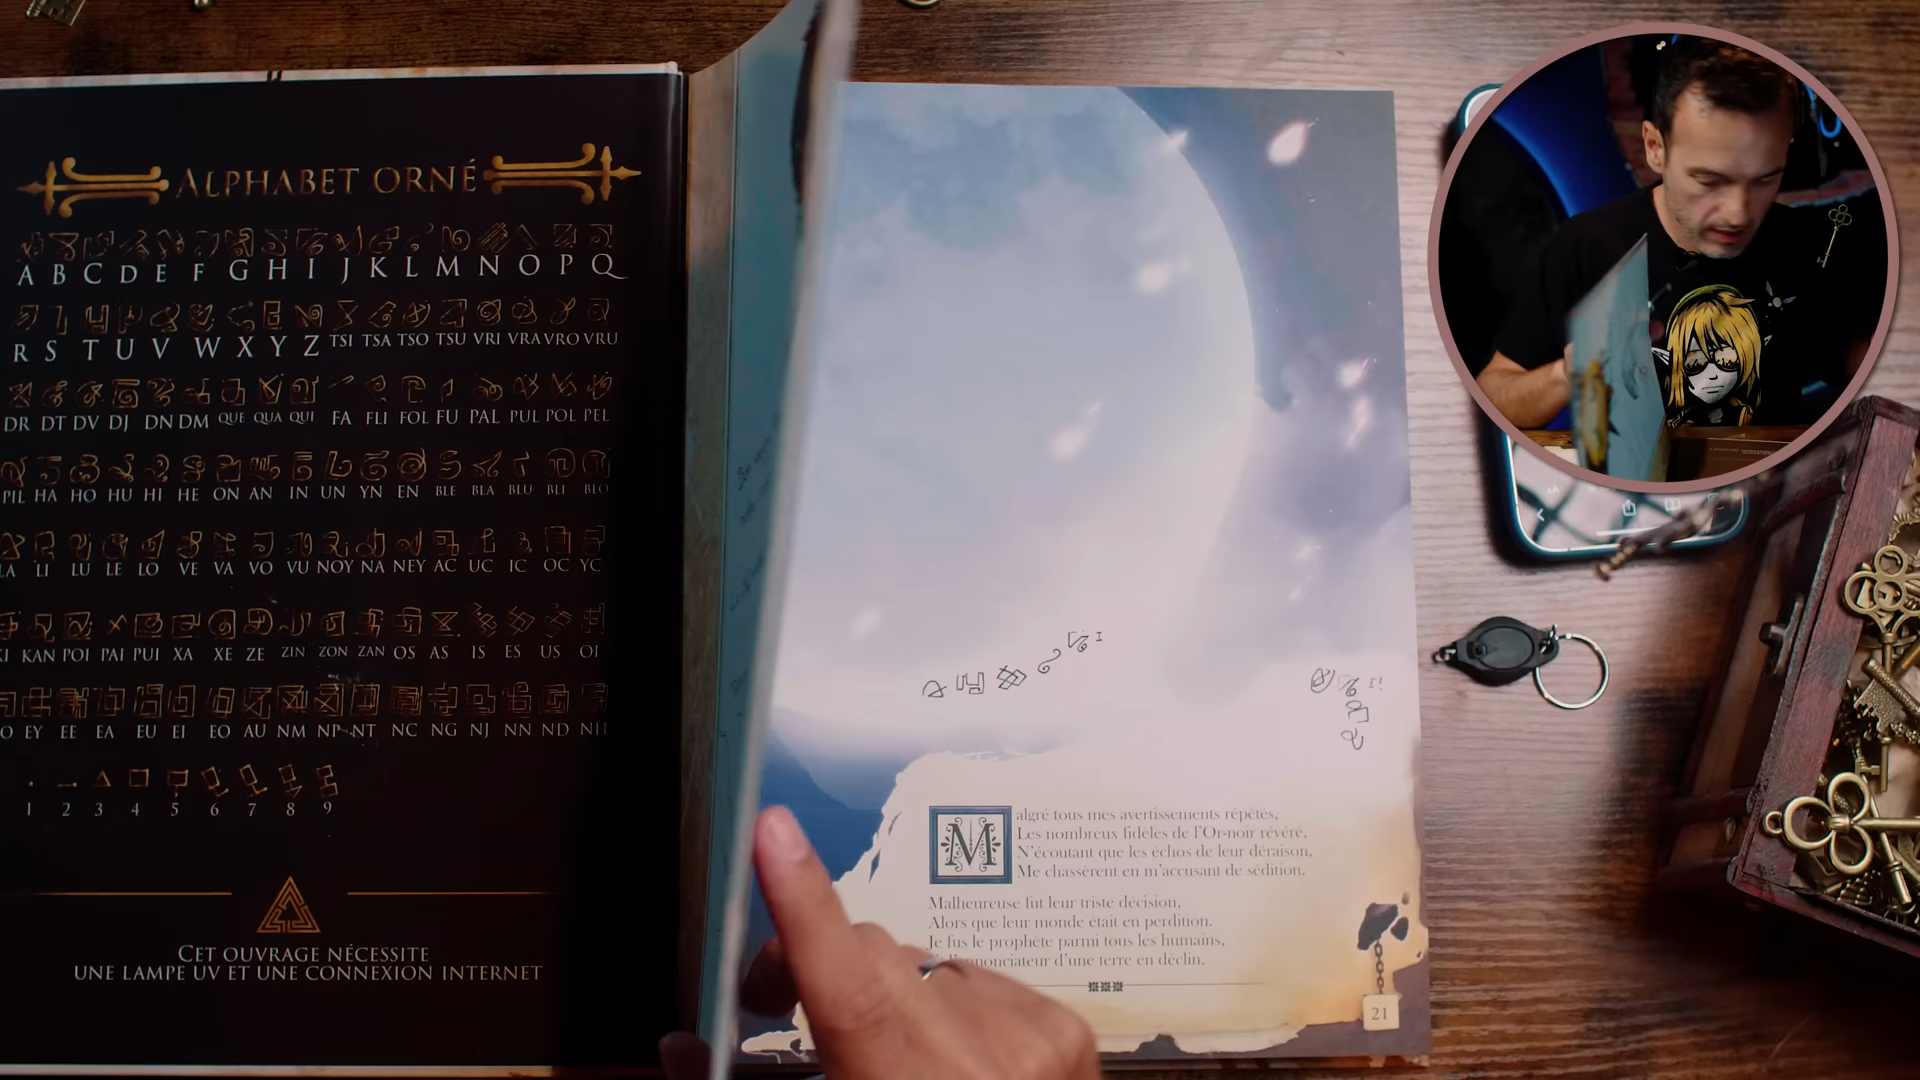 ALPHABET ORNÉ
A B C D E F G H I J K L M N O P Q
R S T U V W X Y Z TSI TSA TSO TSU VRI VRA VRO VRU
DR DT DV DJ DN DM QUE QUA QUI FA FLI FOL FU PAL PUL POL PEL
PIL HA HO HU HI HE ON AN IN UN YN EN BLE BLA BLU BLI BLO
LA LI LU LE LO VE VA VO VU NOY NA NEY AC UC IC OC YC
KI KAN POI PAI PUI XA XE ZE ZIN ZON ZAN OS AS IS ES US OI
O EY EE EA EU EI EO AU NM NP NT NC NG NJ NN ND NH
1 2 3 4 5 6 7 8 9
CET OUVRAGE NÉCESSITE
UNE LAMPE UV ET UNE CONNEXION INTERNET
Malgré tous mes avertissements répétés,
Les nombreux fidèles de l'Or-noir révéré,
N'écoutant que les échos de leur déraison,
Me chassèrent en m'accusant de sédition.
Malheureuse fut leur triste décision,
Alors que leur monde était en perdition.
Je fus le prophète parmi tous les humains,
l'annonciateur d'une terre en déclin.
21